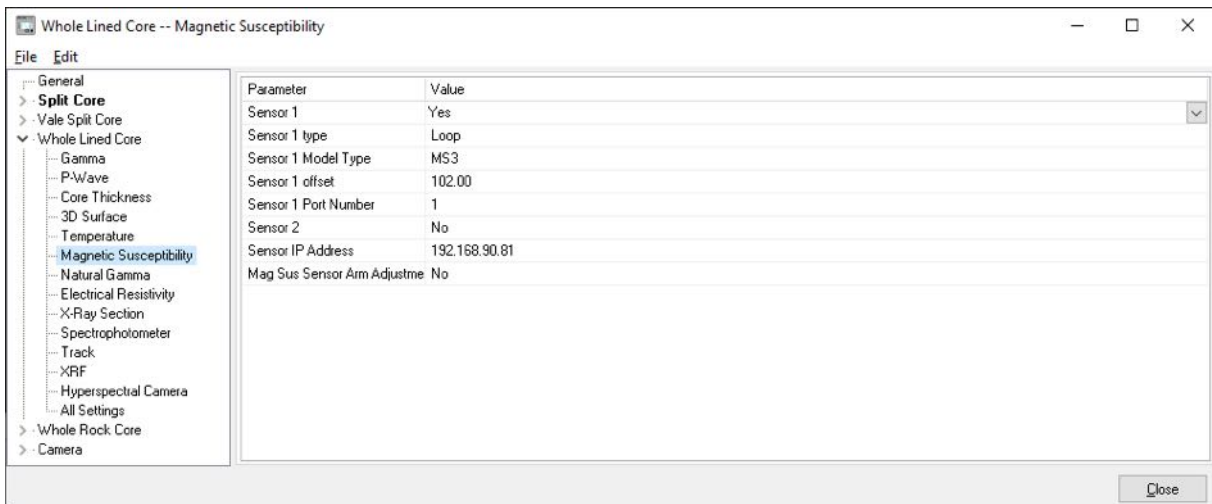 Whole Lined Core -- Magnetic Susceptibility
File Edit
General
Split Core
Vale Split Core
Whole Lined Core
Gamma
P-Wave
Core Thickness
3D Surface
Temperature
Magnetic Susceptibility
Natural Gamma
Electrical Resistivity
X-Ray Section
Spectrophotometer
Track
XRF
Hyperspectral Camera
All Settings
Whole Rock Core
Camera
Parameter Value
Sensor 1 Yes
Sensor 1 type Loop
Sensor 1 Model Type MS3
Sensor 1 offset 102.00
Sensor 1 Port Number 1
Sensor 2 No
Sensor IP Address 192.168.90.81
Mag Sus Sensor Arm Adjustme No
Close